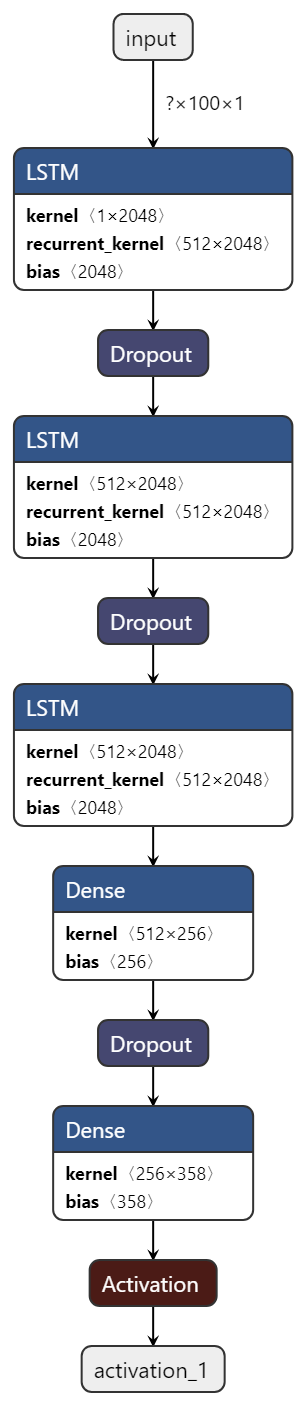 input
?×100×1
LSTM
kernel〈1×2048〉
recurrent_kernel〈512×2048〉
bias〈2048〉
Dropout
LSTM
kernel〈512×2048〉
recurrent_kernel〈512×2048〉
bias〈2048〉
Dropout
LSTM
kernel〈512×2048〉
recurrent_kernel〈512×2048〉
bias〈2048〉
Dense
kernel〈512×256〉
bias〈256〉
Dropout
Dense
kernel〈256×358〉
bias〈358〉
Activation
activation_1